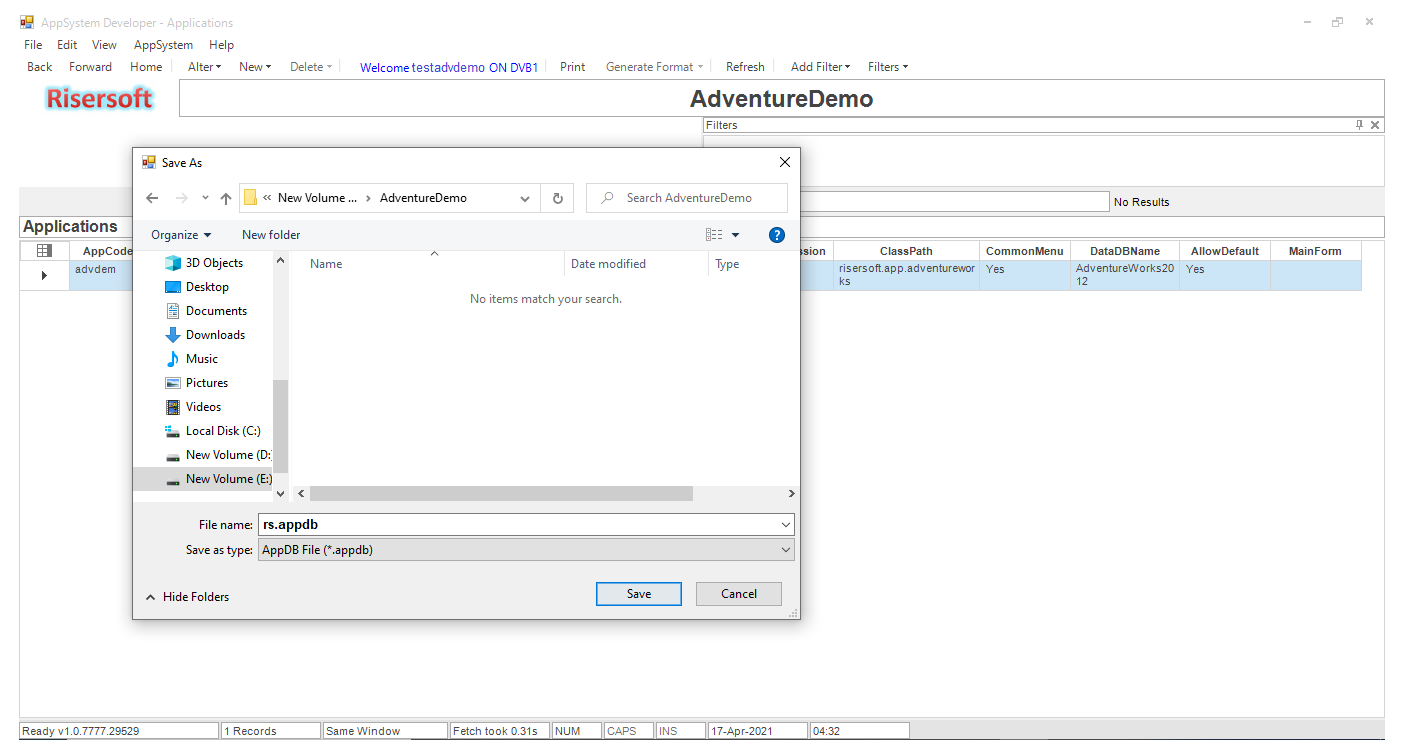 AppSystem Developer - Applications
File Edit View AppSystem Help
Back Forward Home Alter New Delete Welcome testadvdemo ON DVB1 Print Generate Format Refresh Add Filter Filters
Risersoft
AdventureDemo
Filters
Save As
« New Volume ... › AdventureDemo
Search AdventureDemo
No Results
Organize New folder
Applications
AppCode ssion ClassPath CommonMenu DataDBName AllowDefault MainForm
advdem risersoft.app.adventurewor Yes AdventureWorks20 Yes
ks 12
Name Date modified Type
No items match your search.
3D Objects
Desktop
Documents
Downloads
Music
Pictures
Videos
Local Disk (C:)
New Volume (D:
New Volume (E:)
File name: rs.appdb
Save as type: AppDB File (*.appdb)
Hide Folders
Save Cancel
Ready v1.0.7777.29529 1 Records Same Window Fetch took 0.31s NUM CAPS INS 17-Apr-2021 04:32